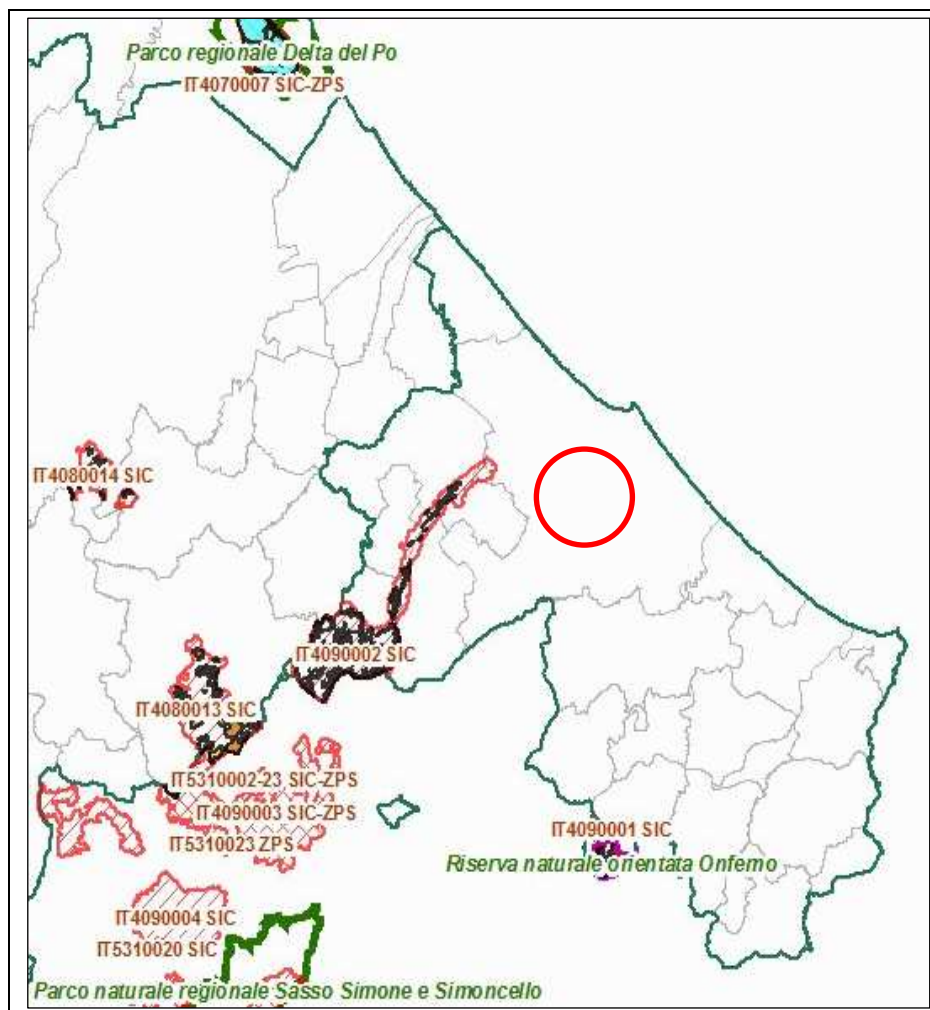 Parco regionale Delta del Po
IT4070007 SIC-ZPS
IT4080014 SIC
IT4090002 SIC
IT4080013 SIC
IT5310002-23 SIC-ZPS
IT4090003 SIC-ZPS
IT5310023 ZPS
IT4090001 SIC
Riserva naturale orientata Onferno
IT4090004 SIC
IT5310020 SIC
Parco naturale regionale Sasso Simone e Simoncello